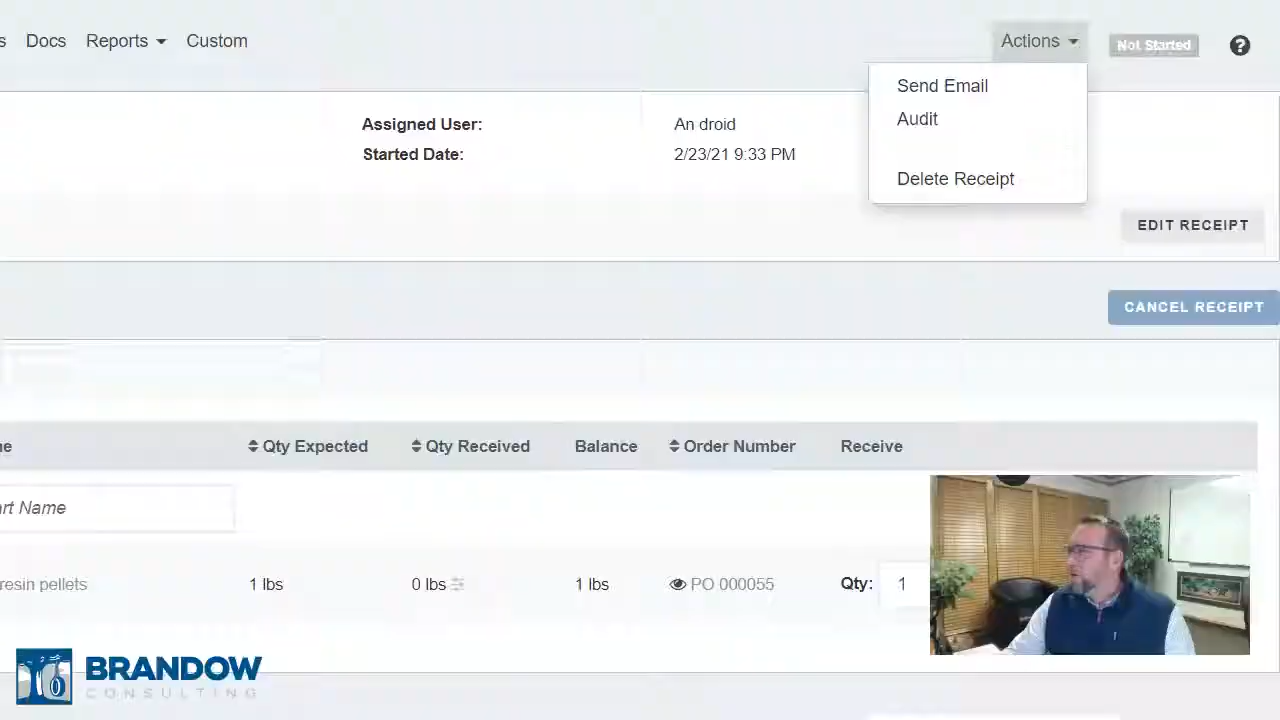 s Docs Reports Custom Actions Not Started ?
Send Email
Audit
Delete Receipt
Assigned User: An droid
Started Date: 2/23/21 9:33 PM
EDIT RECEIPT
CANCEL RECEIPT
e Qty Expected Qty Received Balance Order Number Receive
art Name
resin pellets 1 lbs 0 lbs 1 lbs PO 000055 Qty: 1
BRANDOW
CONSULTING